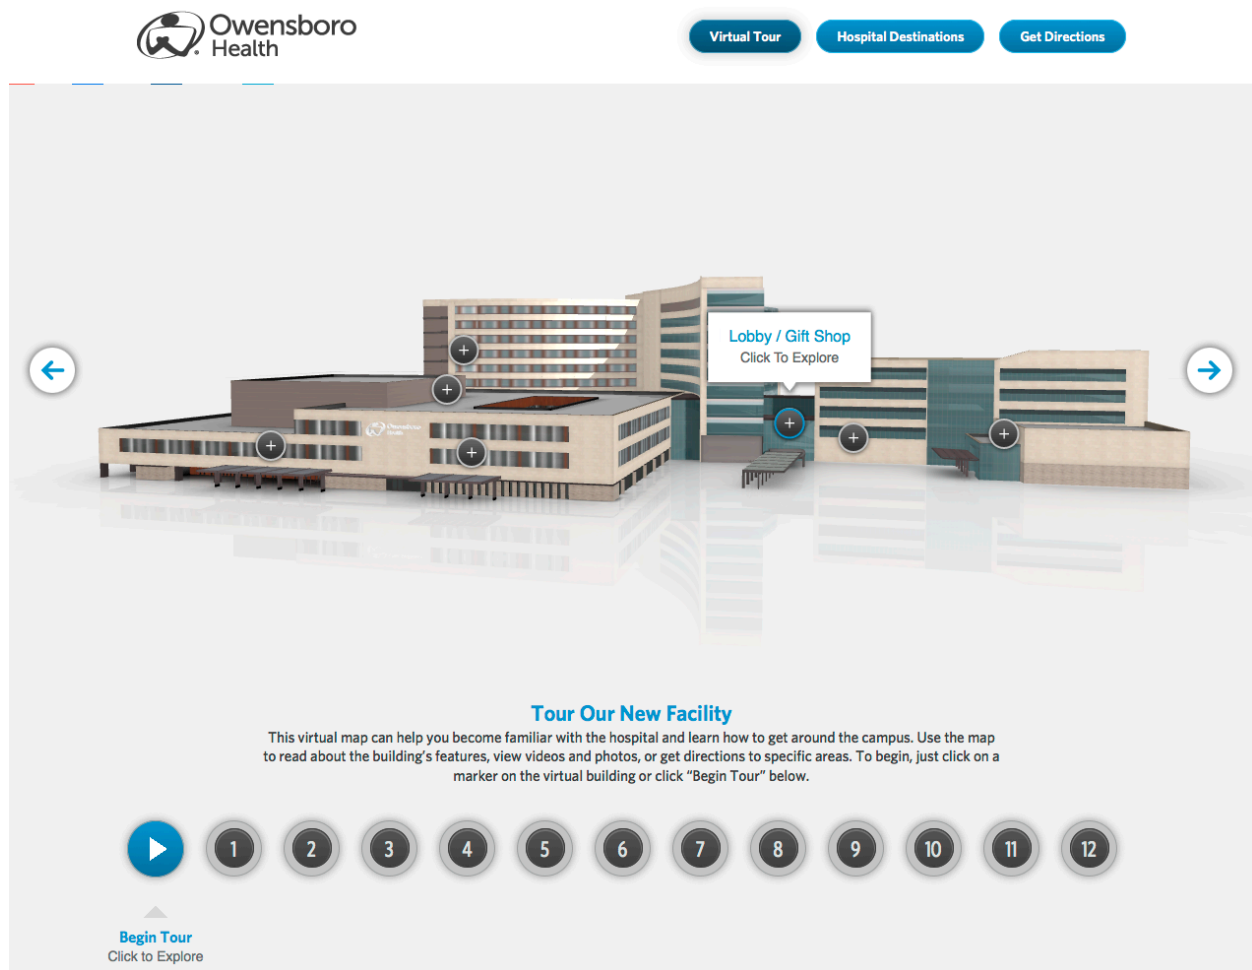 Owensboro
Health
Virtual Tour
Hospital Destinations
Get Directions
Lobby / Gift Shop
Click To Explore
Owensboro
Health
Tour Our New Facility
This virtual map can help you become familiar with the hospital and learn how to get around the campus. Use the map
to read about the building's features, view videos and photos, or get directions to specific areas. To begin, just click on a
marker on the virtual building or click “Begin Tour” below.
1 2 3 4 5 6 7 8 9 10 11 12
Begin Tour
Click to Explore